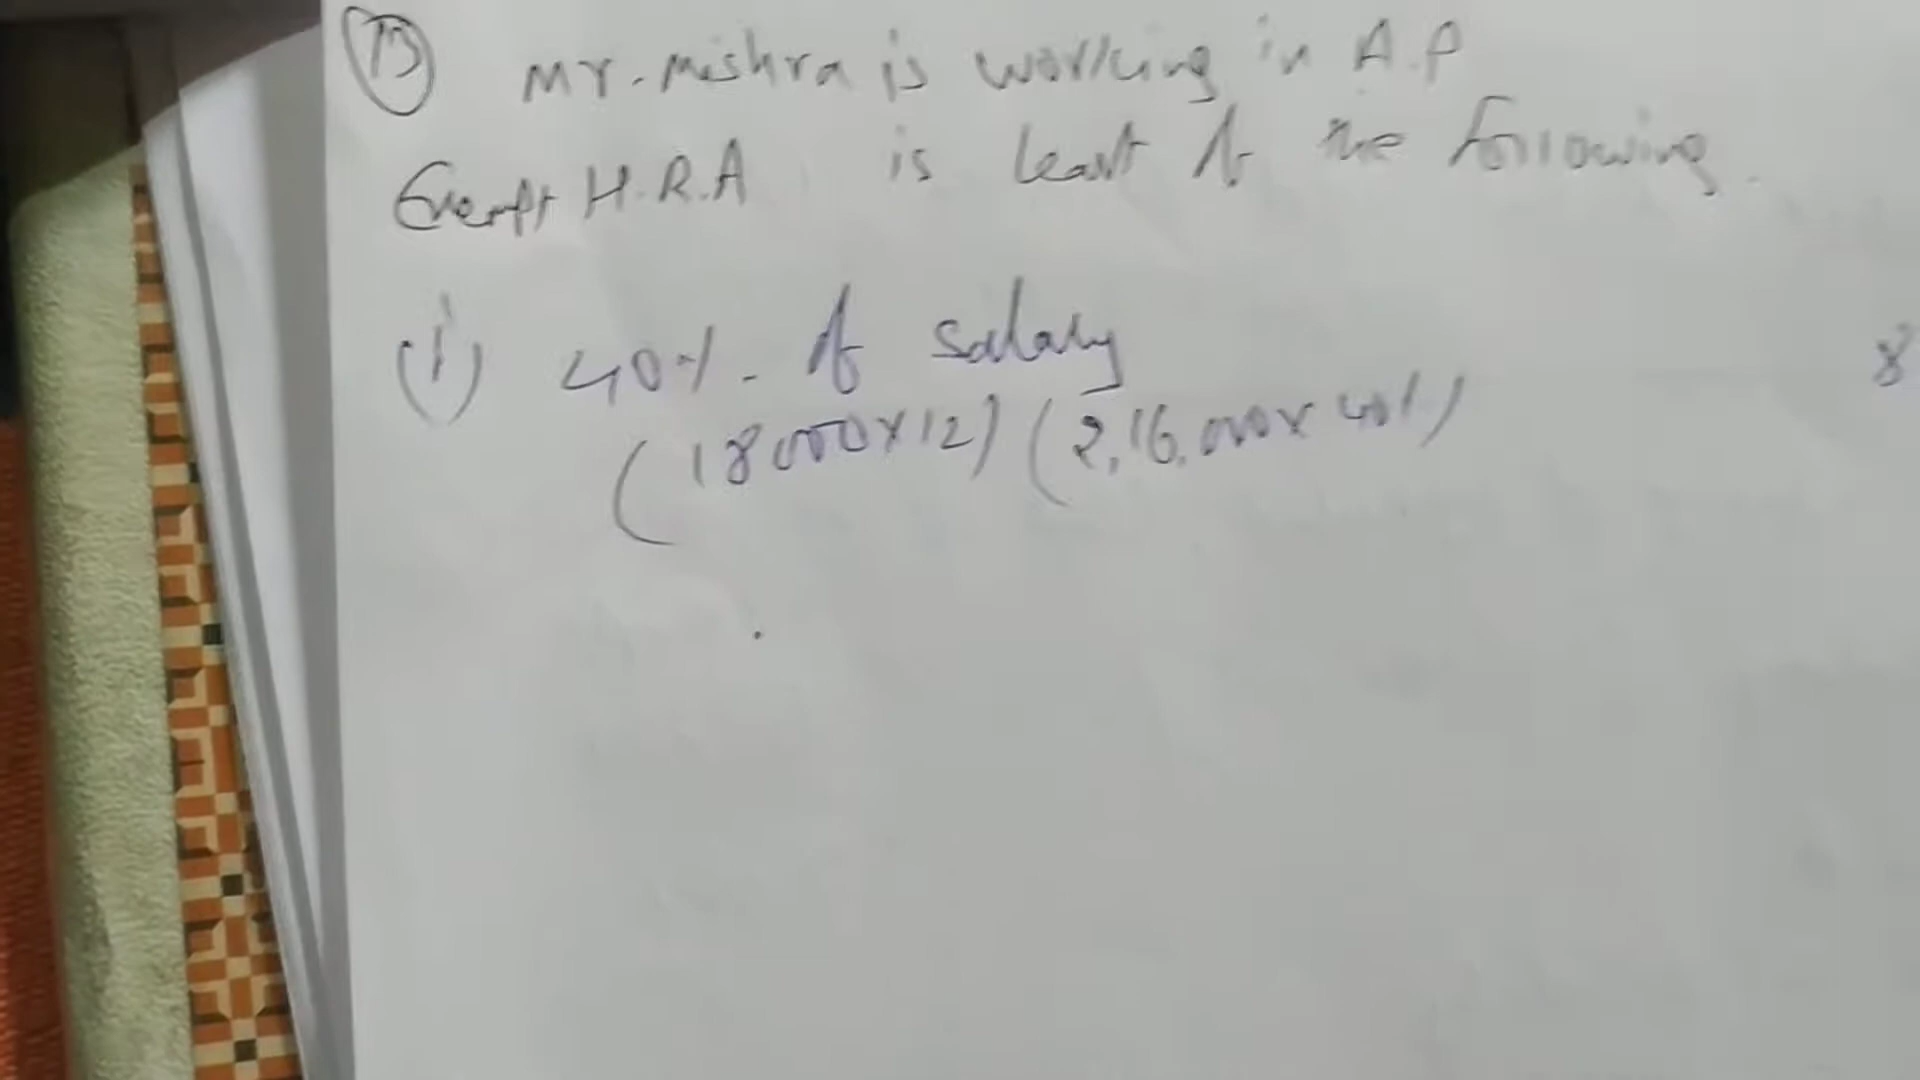 13 Mr. Mishra is working in A.P
Exempt H.R.A is least of the following.
(i) 40%. of salary 8
(18000x12) (2,16,000x40%)